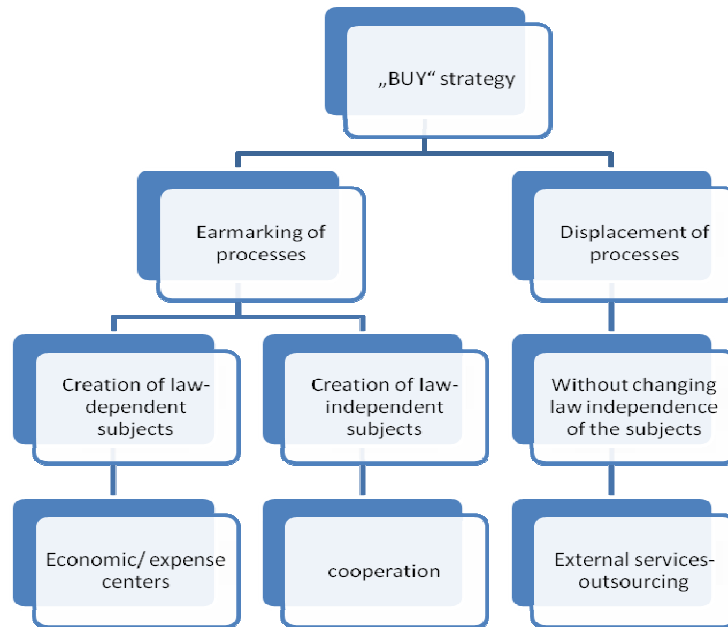 „BUY“ strategy
Earmarking of
processes
Displacement of
processes
Creation of law-
dependent
subjects
Creation of law-
independent
subjects
Without changing
law independence
of the subjects
Economic/ expense
centers
cooperation
External services-
outsourcing